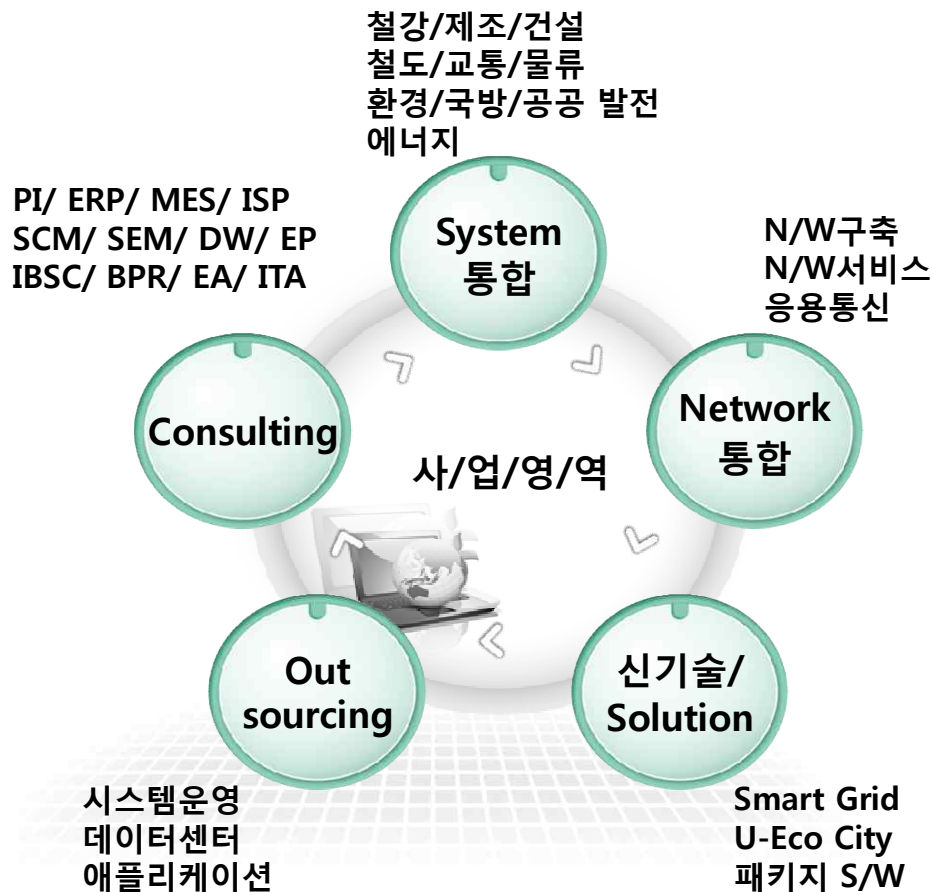 철강/제조/건설
철도/교통/물류
환경/국방/공공 발전
에너지
System
통합
PI/ ERP/ MES/ ISP
SCM/ SEM/ DW/ EP
IBSC/ BPR/ EA/ ITA
Consulting
N/W구축
N/W서비스
응용통신
Network
통합
사/업/영/역
Out
sourcing
시스템운영
데이터센터
애플리케이션
신기술/
Solution
Smart Grid
U-Eco City
패키지 S/W